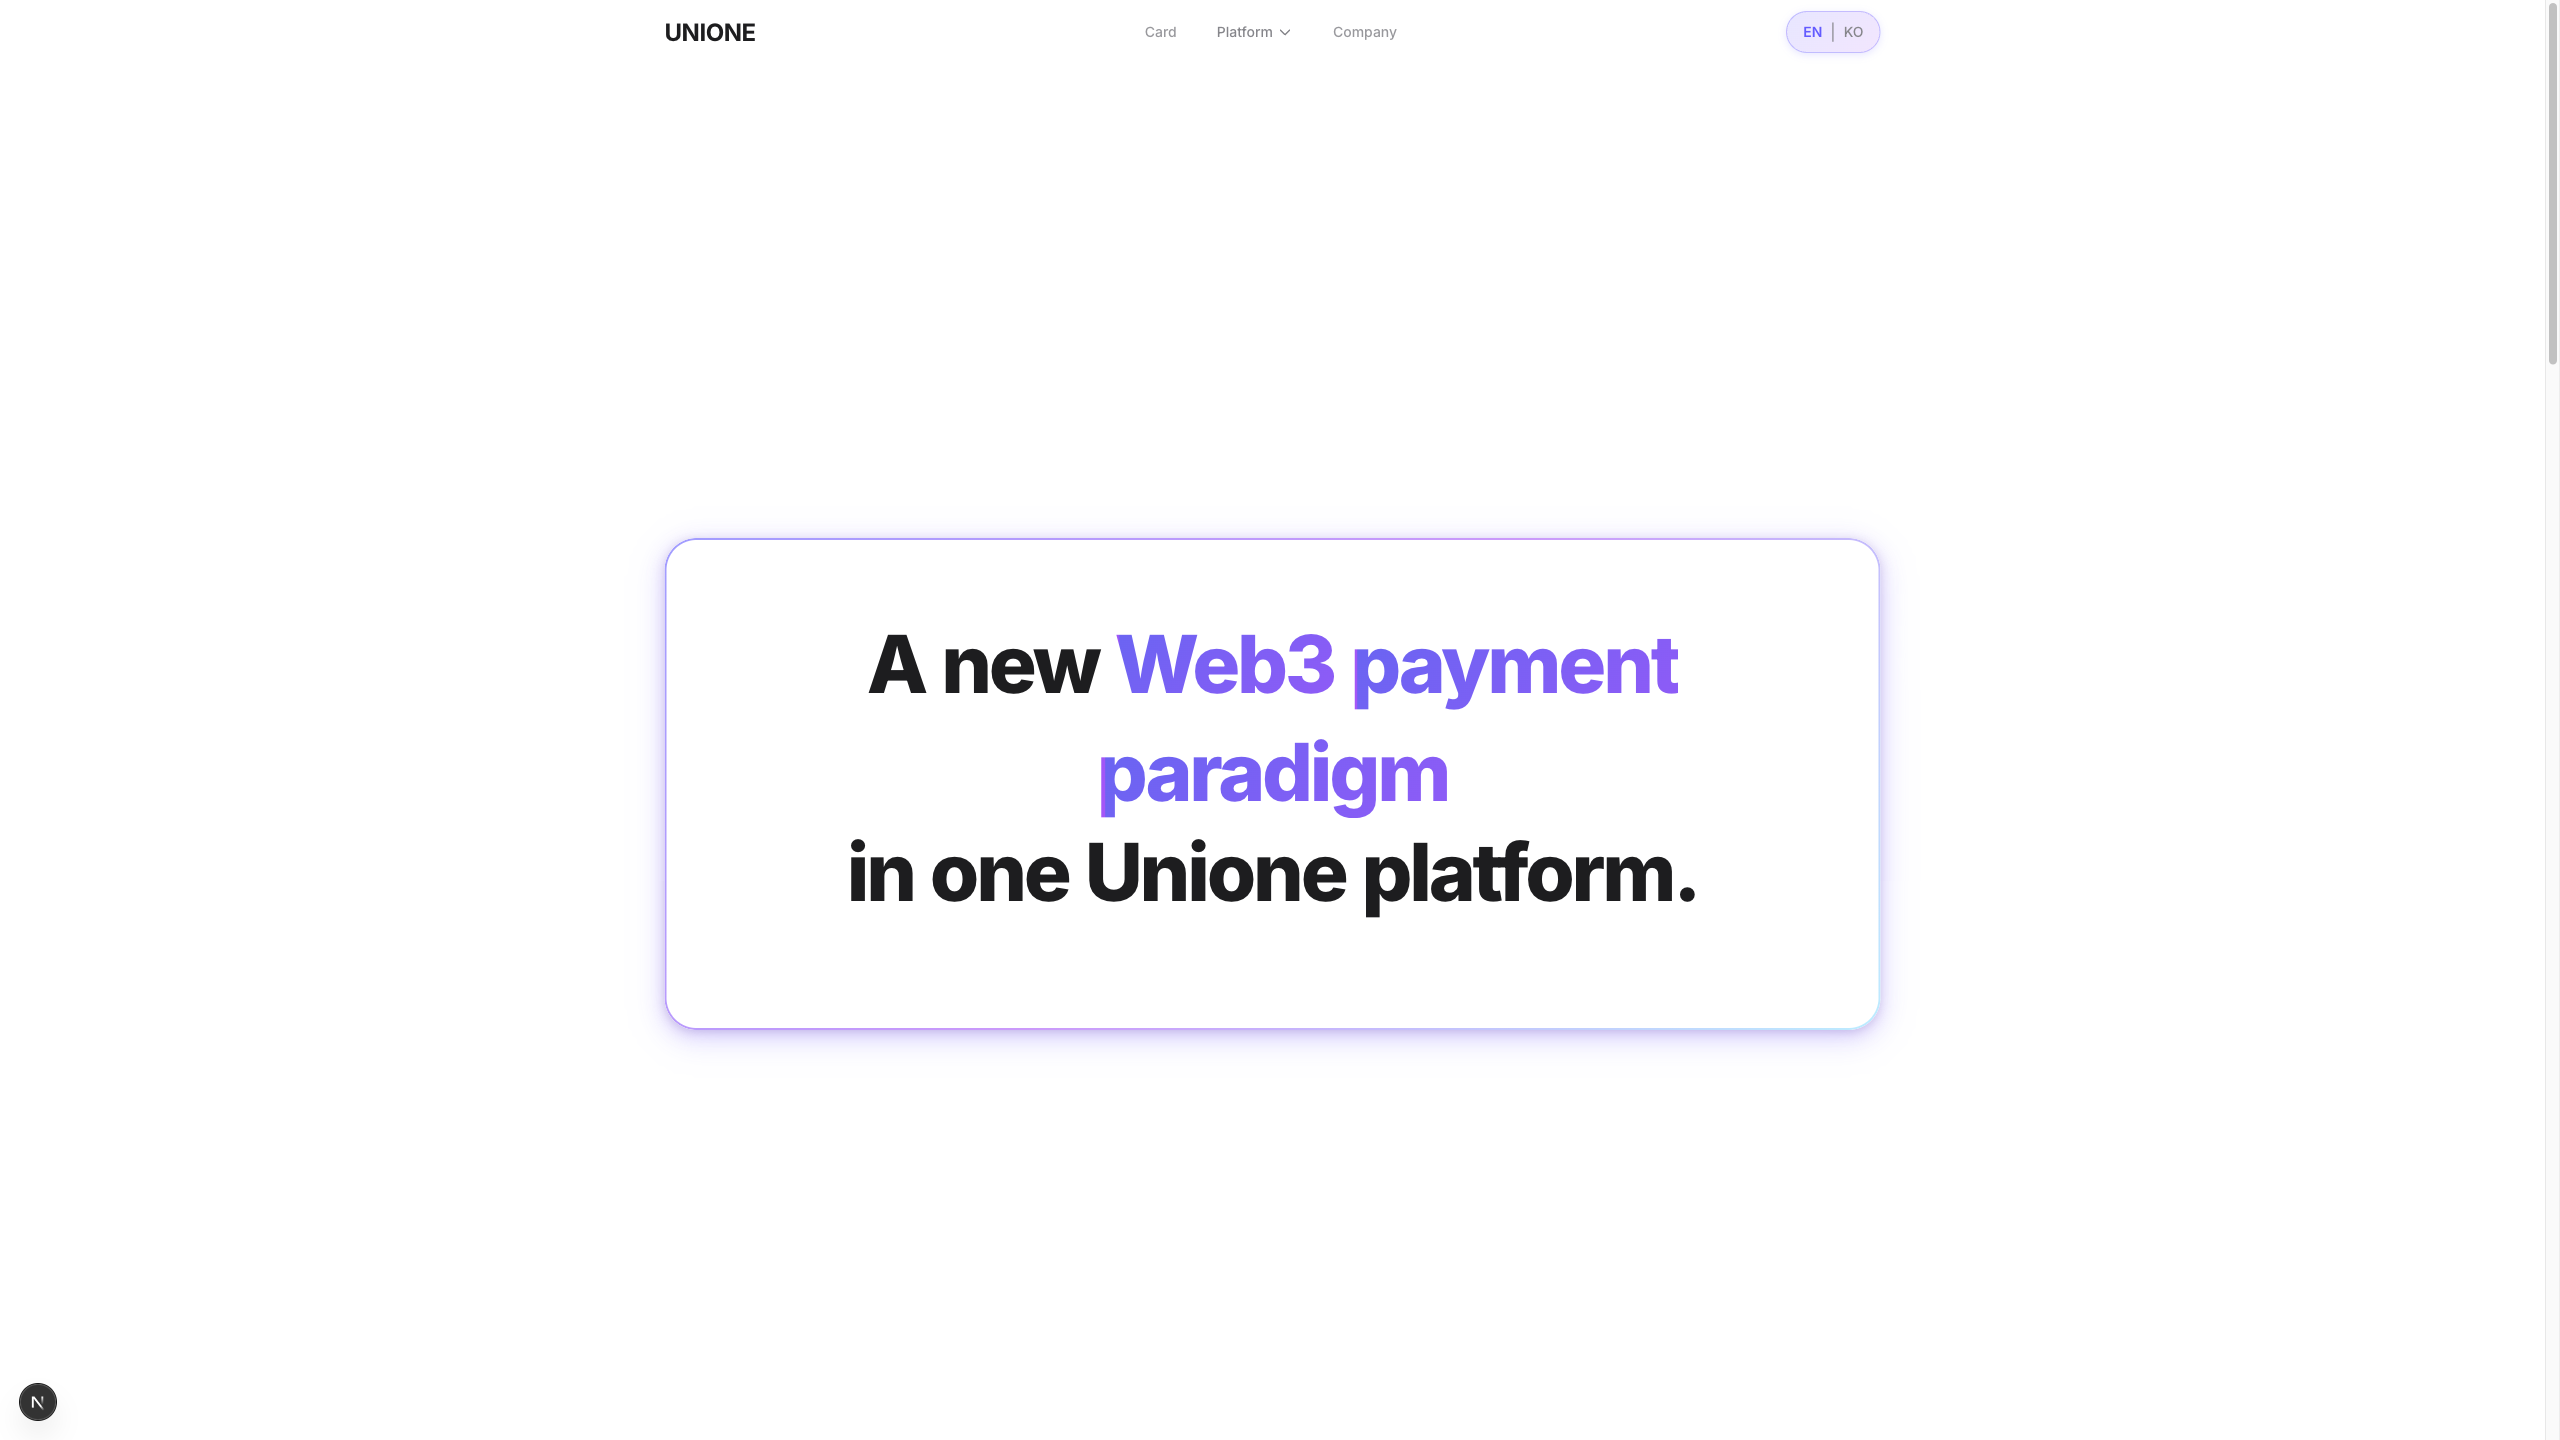 UNIONE
Card
Platform
Company
EN | KO
A new Web3 payment
paradigm
in one Unione platform.
N